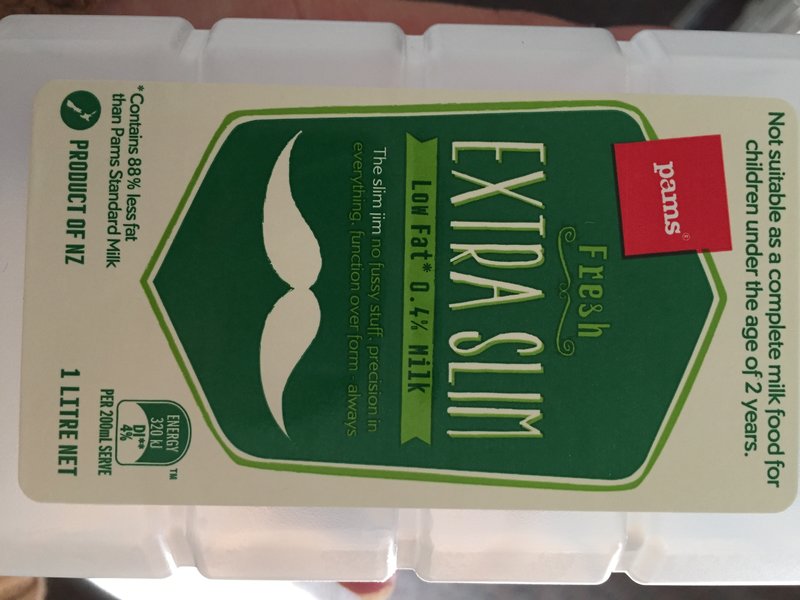 Not suitable as a complete milk food for
children under the age of 2 years.
pams®
Fresh
EXTRA SLIM
Low Fat* 0.4% Milk
The slim jim no fussy stuff, precision in
everything, function over form - always
*Contains 88% less fat
than Pams Standard Milk
PRODUCT OF NZ
ENERGY
320 kJ
DI**
4%
™
PER 200mL SERVE
1 LITRE NET